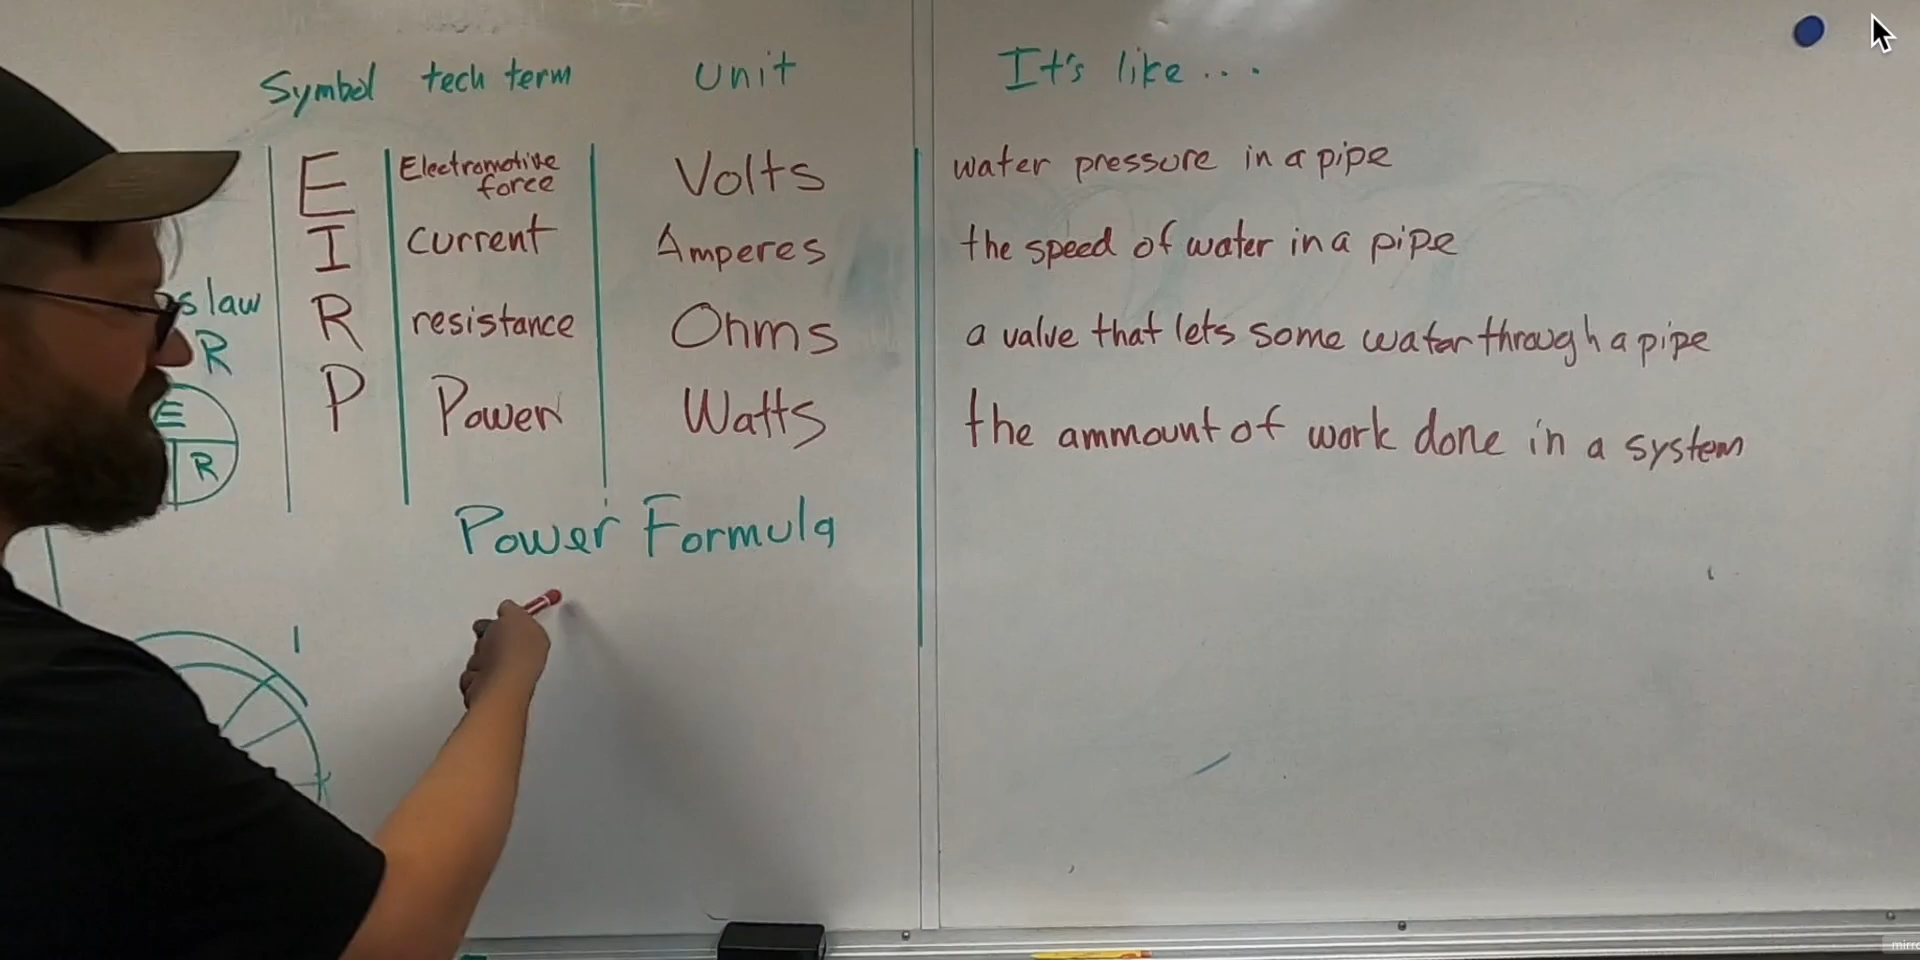 Symbol tech term unit It's like ...
E Electromotive force Volts water pressure in a pipe
I current Amperes the speed of water in a pipe
R resistance Ohms a valve that lets some water through a pipe
P Power Watts the ammount of work done in a system
s law
R
E
R
Power Formula